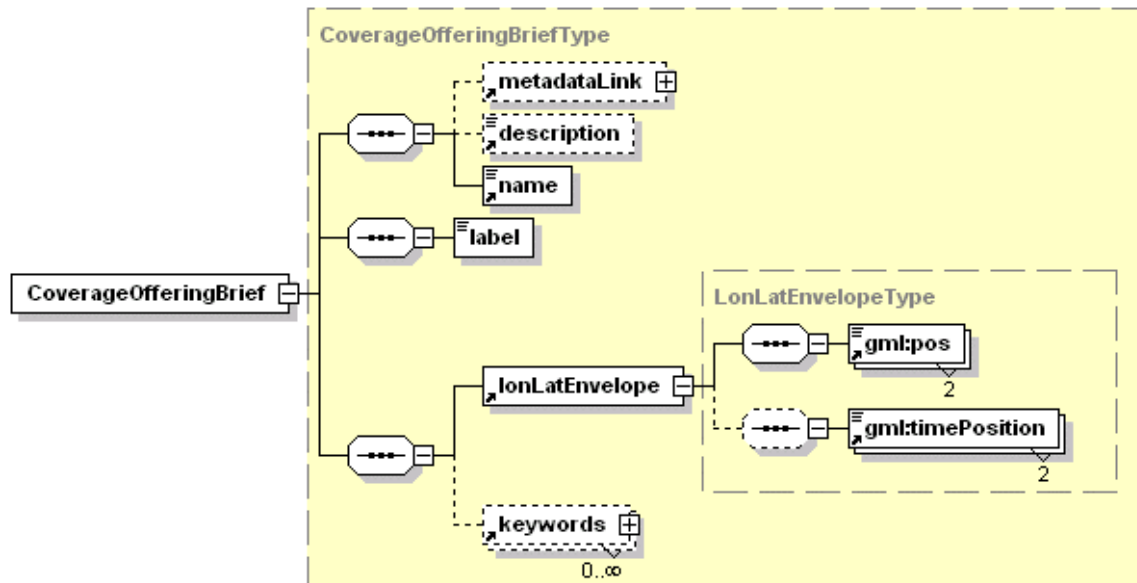 CoverageOfferingBriefType
metadataLink
description
name
label
CoverageOfferingBrief
LonLatEnvelopeType
gml:pos
2
lonLatEnvelope
gml:timePosition
2
keywords
0..∞